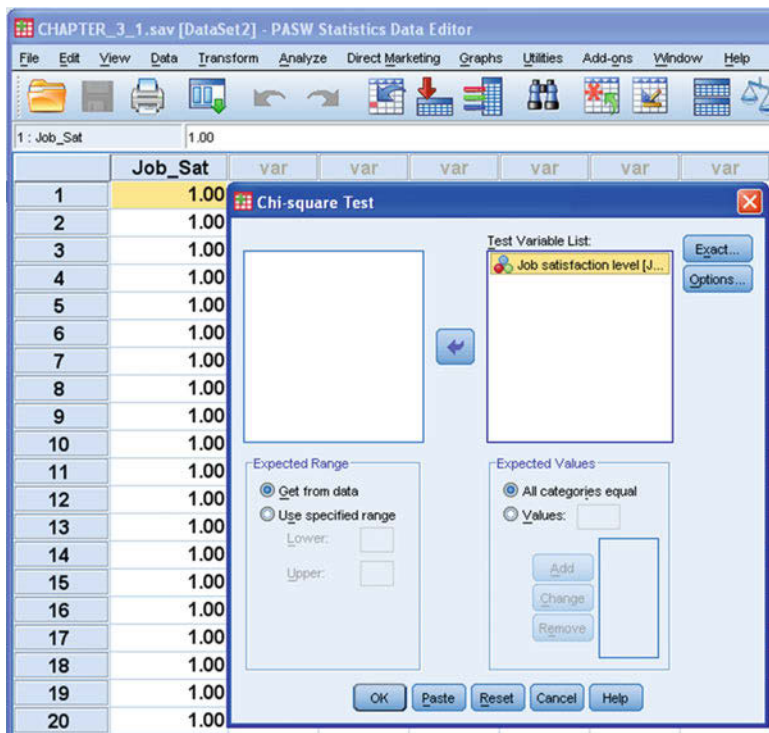 CHAPTER_3_1.sav [DataSet2] - PASW Statistics Data Editor
File Edit View Data Transform Analyze Direct Marketing Graphs Utilities Add-ons Window Help
1 : Job_Sat 1.00
Job_Sat var var var var var var
1 1.00
2 1.00
3 1.00
4 1.00
5 1.00
6 1.00
7 1.00
8 1.00
9 1.00
10 1.00
11 1.00
12 1.00
13 1.00
14 1.00
15 1.00
16 1.00
17 1.00
18 1.00
19 1.00
20 1.00
Chi-square Test
Test Variable List:
Job satisfaction level [J...
Exact...
Options...
Expected Range
Get from data
Use specified range
Lower:
Upper:
Expected Values
All categories equal
Values:
Add
Change
Remove
OK Paste Reset Cancel Help